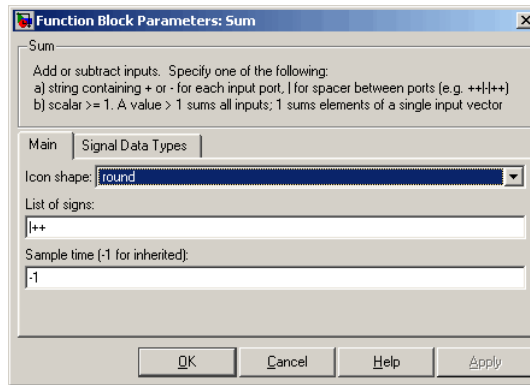 Function Block Parameters: Sum
Sum
Add or subtract inputs. Specify one of the following:
a) string containing + or - for each input port, | for spacer between ports (e.g. ++|-|++)
b) scalar >= 1. A value > 1 sums all inputs; 1 sums elements of a single input vector
Main
Signal Data Types
Icon shape: round
List of signs:
|++
Sample time (-1 for inherited):
-1
OK
Cancel
Help
Apply